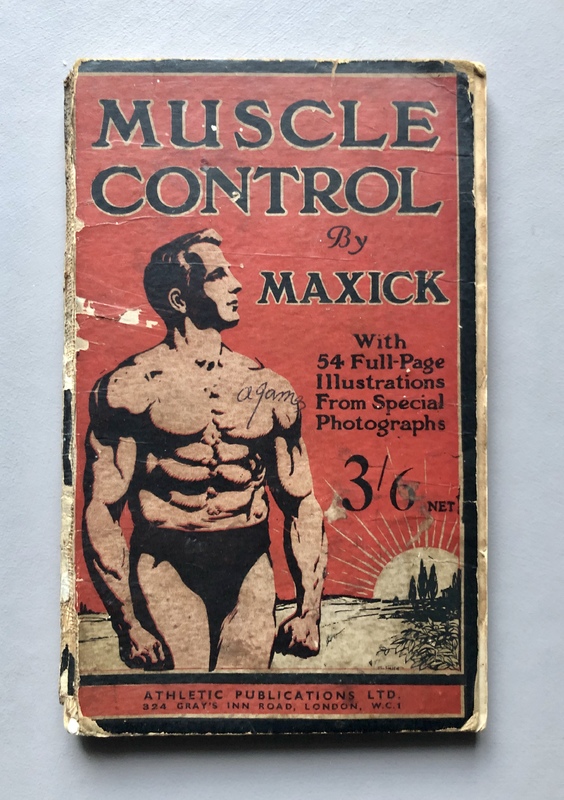 MUSCLE
CONTROL
By
MAXICK
With
54 Full-Page
Illustrations
From Special
Photographs
3/6 NET
ATHLETIC PUBLICATIONS LTD.
324 GRAY'S INN ROAD, LONDON, W.C.1